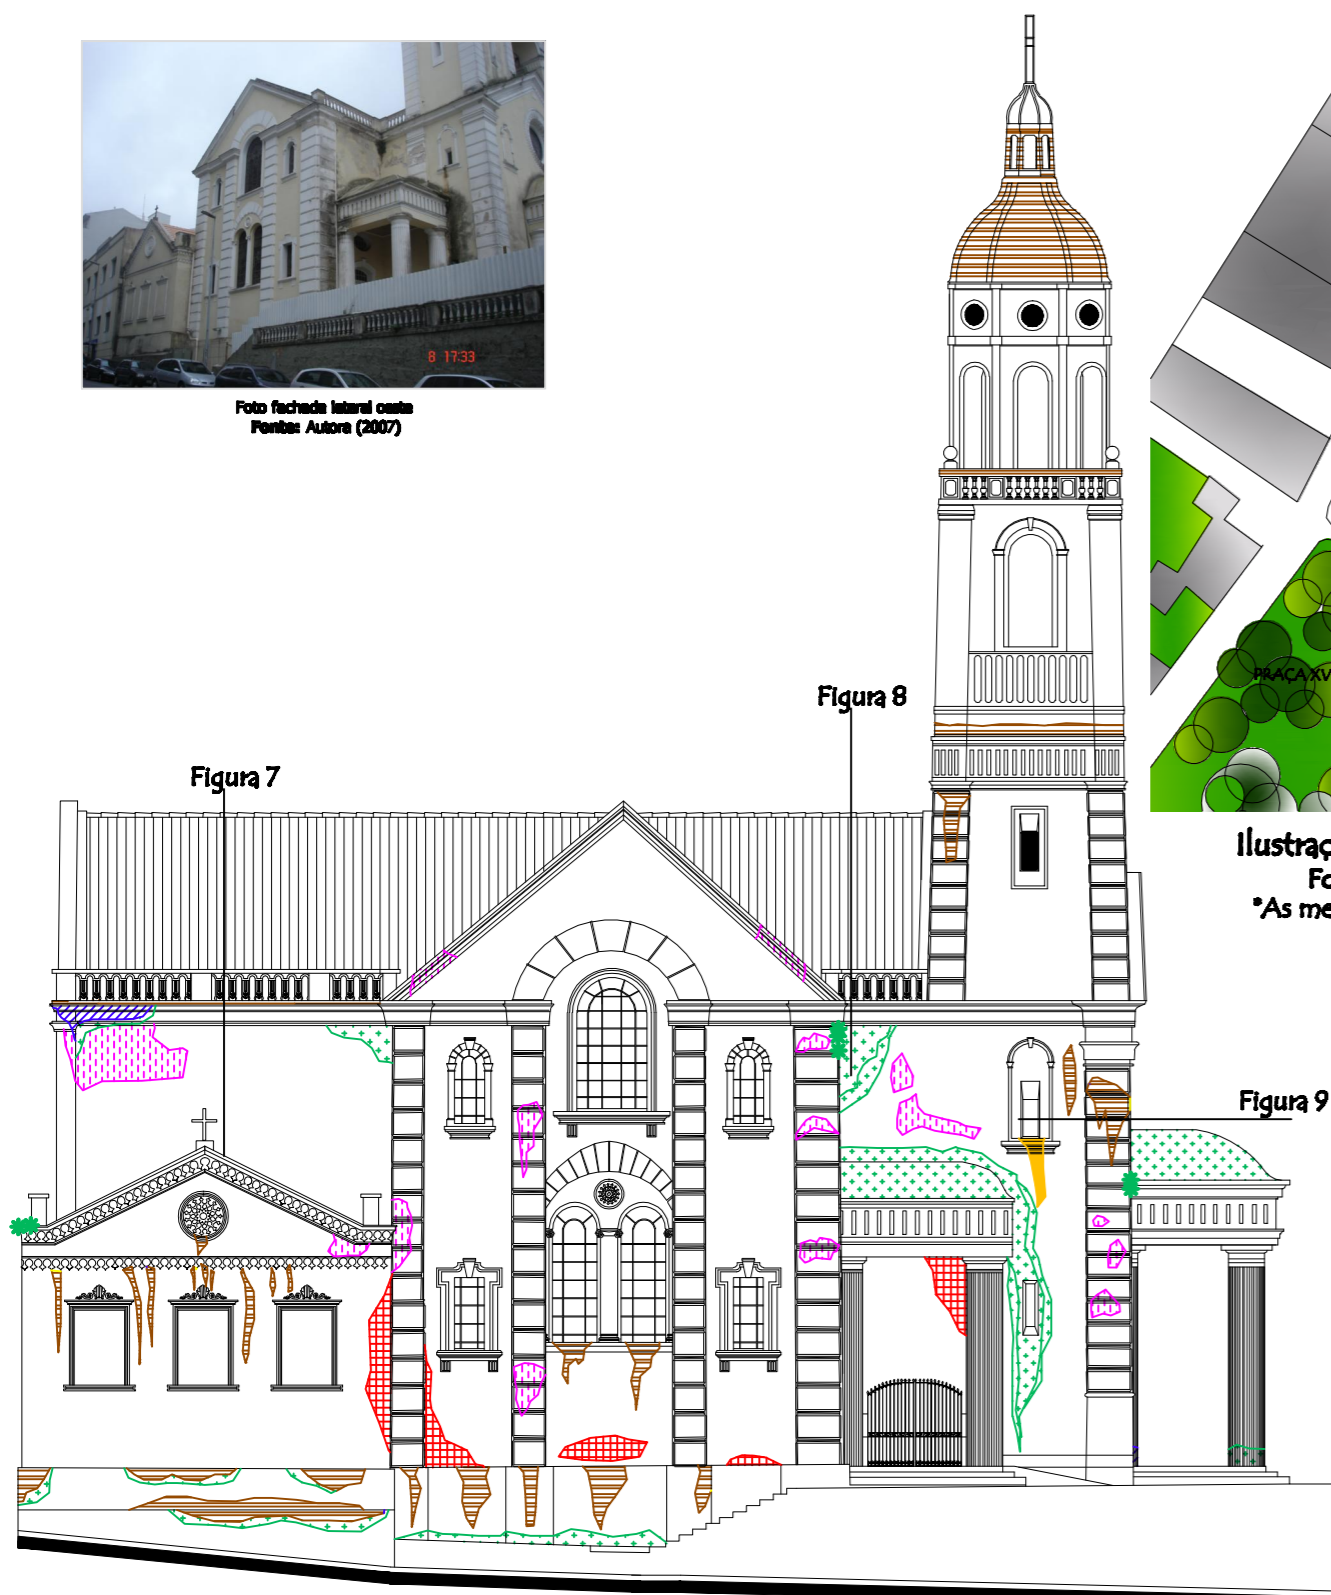 8 17:33
Foto fachada lateral oeste
Fonte: Autora (2007)
Figura 8
PRAÇA XV
Figura 7
Ilustraç
Fo
*As me
Figura 9